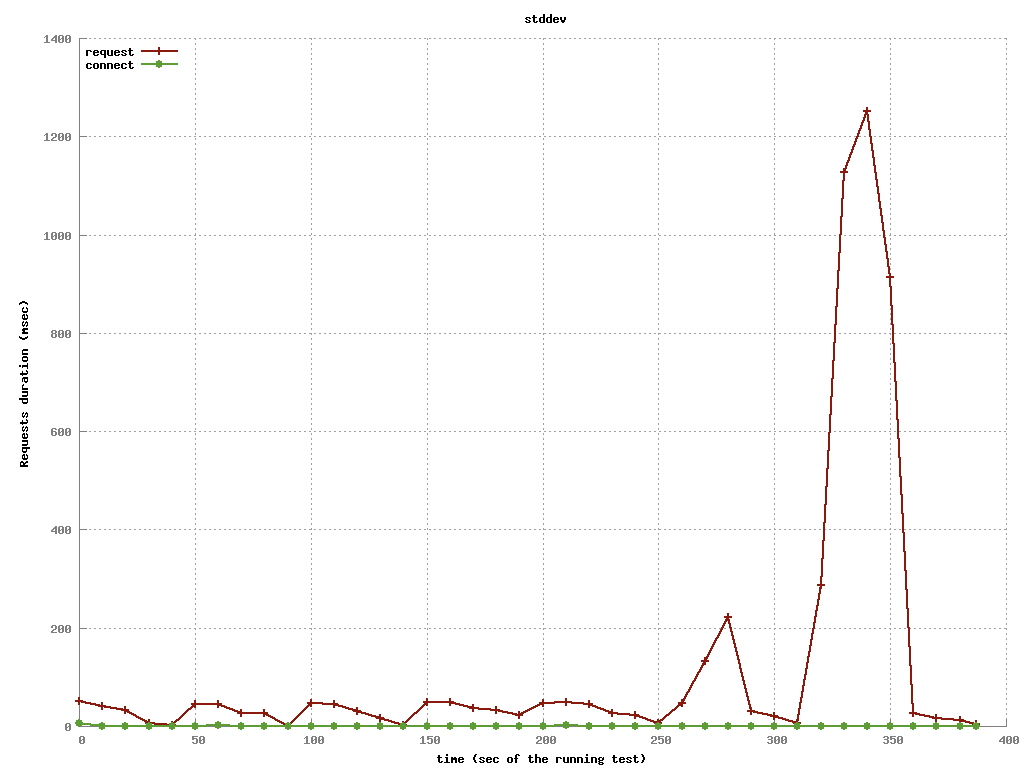 stddev
request
connect
1400
1200
1000
800
600
400
200
0
Requests duration (msec)
0 50 100 150 200 250 300 350 400
time (sec of the running test)